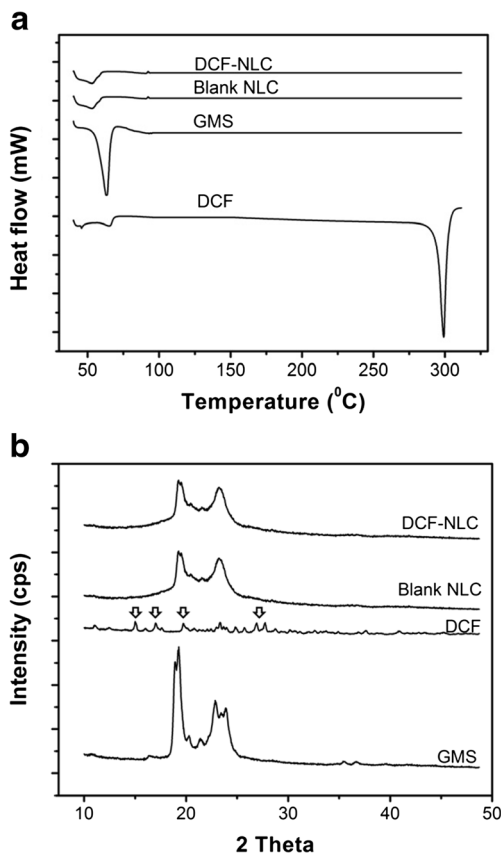 a
DCF-NLC
Blank NLC
GMS
DCF
Heat flow (mW)
50 100 150 200 250 300
Temperature (⁰C)
b
DCF-NLC
Blank NLC
DCF
GMS
Intensity (cps)
10 20 30 40 50
2 Theta